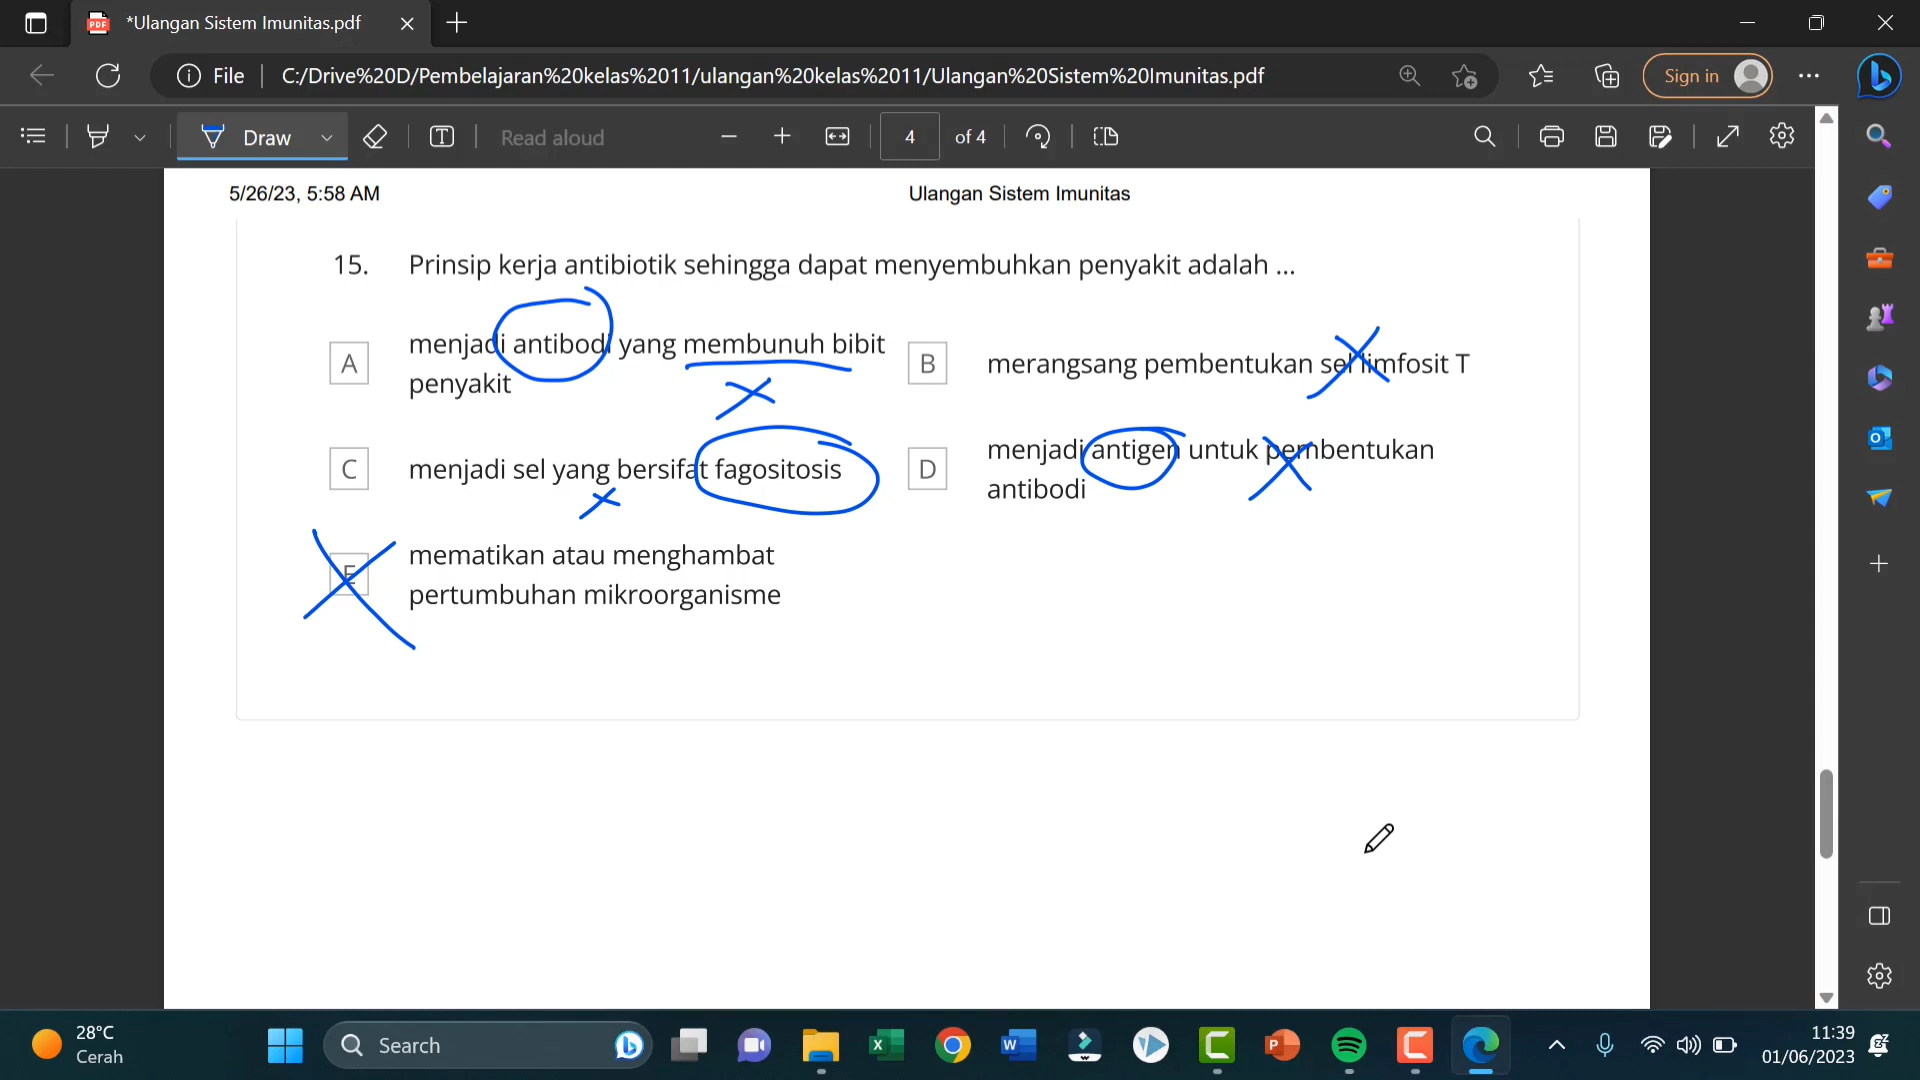 *Ulangan Sistem Imunitas.pdf
File
C:/Drive%20D/Pembelajaran%20kelas%2011/ulangan%20kelas%2011/Ulangan%20Sistem%20Imunitas.pdf
Sign in
Draw
Read aloud
4 of 4
5/26/23, 5:58 AM
Ulangan Sistem Imunitas
15. Prinsip kerja antibiotik sehingga dapat menyembuhkan penyakit adalah ...
A menjadi antibodi yang membunuh bibit
penyakit
B merangsang pembentukan sel limfosit T
C menjadi sel yang bersifat fagositosis
D menjadi antigen untuk pembentukan
antibodi
E mematikan atau menghambat
pertumbuhan mikroorganisme
28°C
Cerah
Search
11:39
01/06/2023